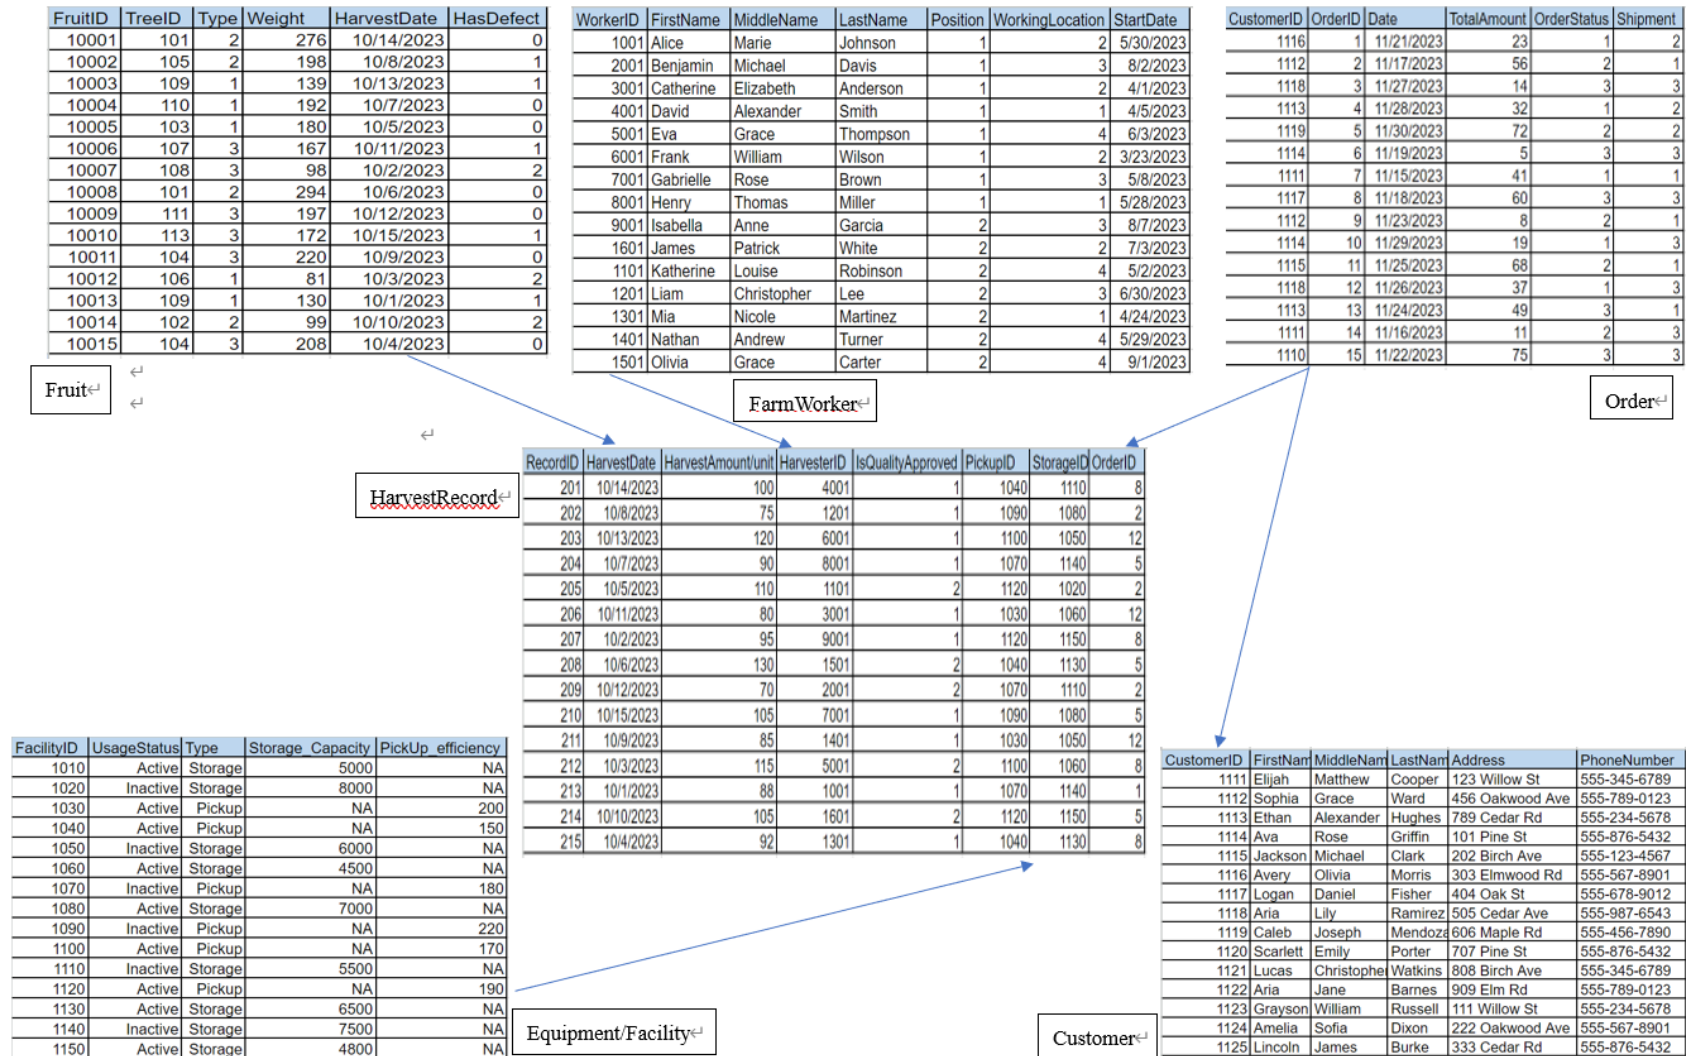 FruitID TreeID Type Weight HarvestDate HasDefect
10001 101 2 276 10/14/2023 0
10002 105 2 198 10/8/2023 1
10003 109 1 139 10/13/2023 1
10004 110 1 192 10/7/2023 0
10005 103 1 180 10/5/2023 0
10006 107 3 167 10/11/2023 1
10007 108 3 98 10/2/2023 2
10008 101 2 294 10/6/2023 0
10009 111 3 197 10/12/2023 0
10010 113 3 172 10/15/2023 1
10011 104 3 220 10/9/2023 0
10012 106 1 81 10/3/2023 2
10013 109 1 130 10/1/2023 1
10014 102 2 99 10/10/2023 2
10015 104 3 208 10/4/2023 0
Fruit
WorkerID FirstName MiddleName LastName Position WorkingLocation StartDate
1001 Alice Marie Johnson 1 2 5/30/2023
2001 Benjamin Michael Davis 1 3 8/2/2023
3001 Catherine Elizabeth Anderson 1 2 4/1/2023
4001 David Alexander Smith 1 1 4/5/2023
5001 Eva Grace Thompson 1 4 6/3/2023
6001 Frank William Wilson 1 2 3/23/2023
7001 Gabrielle Rose Brown 1 3 5/8/2023
8001 Henry Thomas Miller 1 1 5/28/2023
9001 Isabella Anne Garcia 2 3 8/7/2023
1601 James Patrick White 2 2 7/3/2023
1101 Katherine Louise Robinson 2 4 5/2/2023
1201 Liam Christopher Lee 2 3 6/30/2023
1301 Mia Nicole Martinez 2 1 4/24/2023
1401 Nathan Andrew Turner 2 4 5/29/2023
1501 Olivia Grace Carter 2 4 9/1/2023
FarmWorker
CustomerID OrderID Date TotalAmount OrderStatus Shipment
1116 1 11/21/2023 23 1 2
1112 2 11/17/2023 56 2 1
1118 3 11/27/2023 14 3 3
1113 4 11/28/2023 32 1 2
1119 5 11/30/2023 72 2 2
1114 6 11/19/2023 5 3 3
1111 7 11/15/2023 41 1 1
1117 8 11/18/2023 60 3 3
1112 9 11/23/2023 8 2 1
1114 10 11/29/2023 19 1 3
1115 11 11/25/2023 68 2 1
1118 12 11/26/2023 37 1 3
1113 13 11/24/2023 49 3 1
1111 14 11/16/2023 11 2 3
1110 15 11/22/2023 75 3 3
Order
HarvestRecord
RecordID HarvestDate HarvestAmount/unit HarvesterID IsQualityApproved PickupID StorageID OrderID
201 10/14/2023 100 4001 1 1040 1110 8
202 10/8/2023 75 1201 1 1090 1080 2
203 10/13/2023 120 6001 1 1100 1050 12
204 10/7/2023 90 8001 1 1070 1140 5
205 10/5/2023 110 1101 2 1120 1020 2
206 10/11/2023 80 3001 1 1030 1060 12
207 10/2/2023 95 9001 1 1120 1150 8
208 10/6/2023 130 1501 2 1040 1130 5
209 10/12/2023 70 2001 2 1070 1110 2
210 10/15/2023 105 7001 1 1090 1080 5
211 10/9/2023 85 1401 1 1030 1050 12
212 10/3/2023 115 5001 2 1100 1060 8
213 10/1/2023 88 1001 1 1070 1140 1
214 10/10/2023 105 1601 2 1120 1150 5
215 10/4/2023 92 1301 1 1040 1130 8
FacilityID UsageStatus Type Storage_Capacity PickUp_efficiency
1010 Active Storage 5000 NA
1020 Inactive Storage 8000 NA
1030 Active Pickup NA 200
1040 Active Pickup NA 150
1050 Inactive Storage 6000 NA
1060 Active Storage 4500 NA
1070 Inactive Pickup NA 180
1080 Active Storage 7000 NA
1090 Inactive Pickup NA 220
1100 Active Pickup NA 170
1110 Inactive Storage 5500 NA
1120 Active Pickup NA 190
1130 Active Storage 6500 NA
1140 Inactive Storage 7500 NA
1150 Active Storage 4800 NA
Equipment/Facility
CustomerID FirstNam MiddleNam LastNam Address PhoneNumber
1111 Elijah Matthew Cooper 123 Willow St 555-345-6789
1112 Sophia Grace Ward 456 Oakwood Ave 555-789-0123
1113 Ethan Alexander Hughes 789 Cedar Rd 555-234-5678
1114 Ava Rose Griffin 101 Pine St 555-876-5432
1115 Jackson Michael Clark 202 Birch Ave 555-123-4567
1116 Avery Olivia Morris 303 Elmwood Rd 555-567-8901
1117 Logan Daniel Fisher 404 Oak St 555-678-9012
1118 Aria Lily Ramirez 505 Cedar Ave 555-987-6543
1119 Caleb Joseph Mendoza 606 Maple Rd 555-456-7890
1120 Scarlett Emily Porter 707 Pine St 555-876-5432
1121 Lucas Christopher Watkins 808 Birch Ave 555-345-6789
1122 Aria Jane Barnes 909 Elm Rd 555-789-0123
1123 Grayson William Russell 111 Willow St 555-234-5678
1124 Amelia Sofia Dixon 222 Oakwood Ave 555-567-8901
1125 Lincoln James Burke 333 Cedar Rd 555-876-5432
Customer